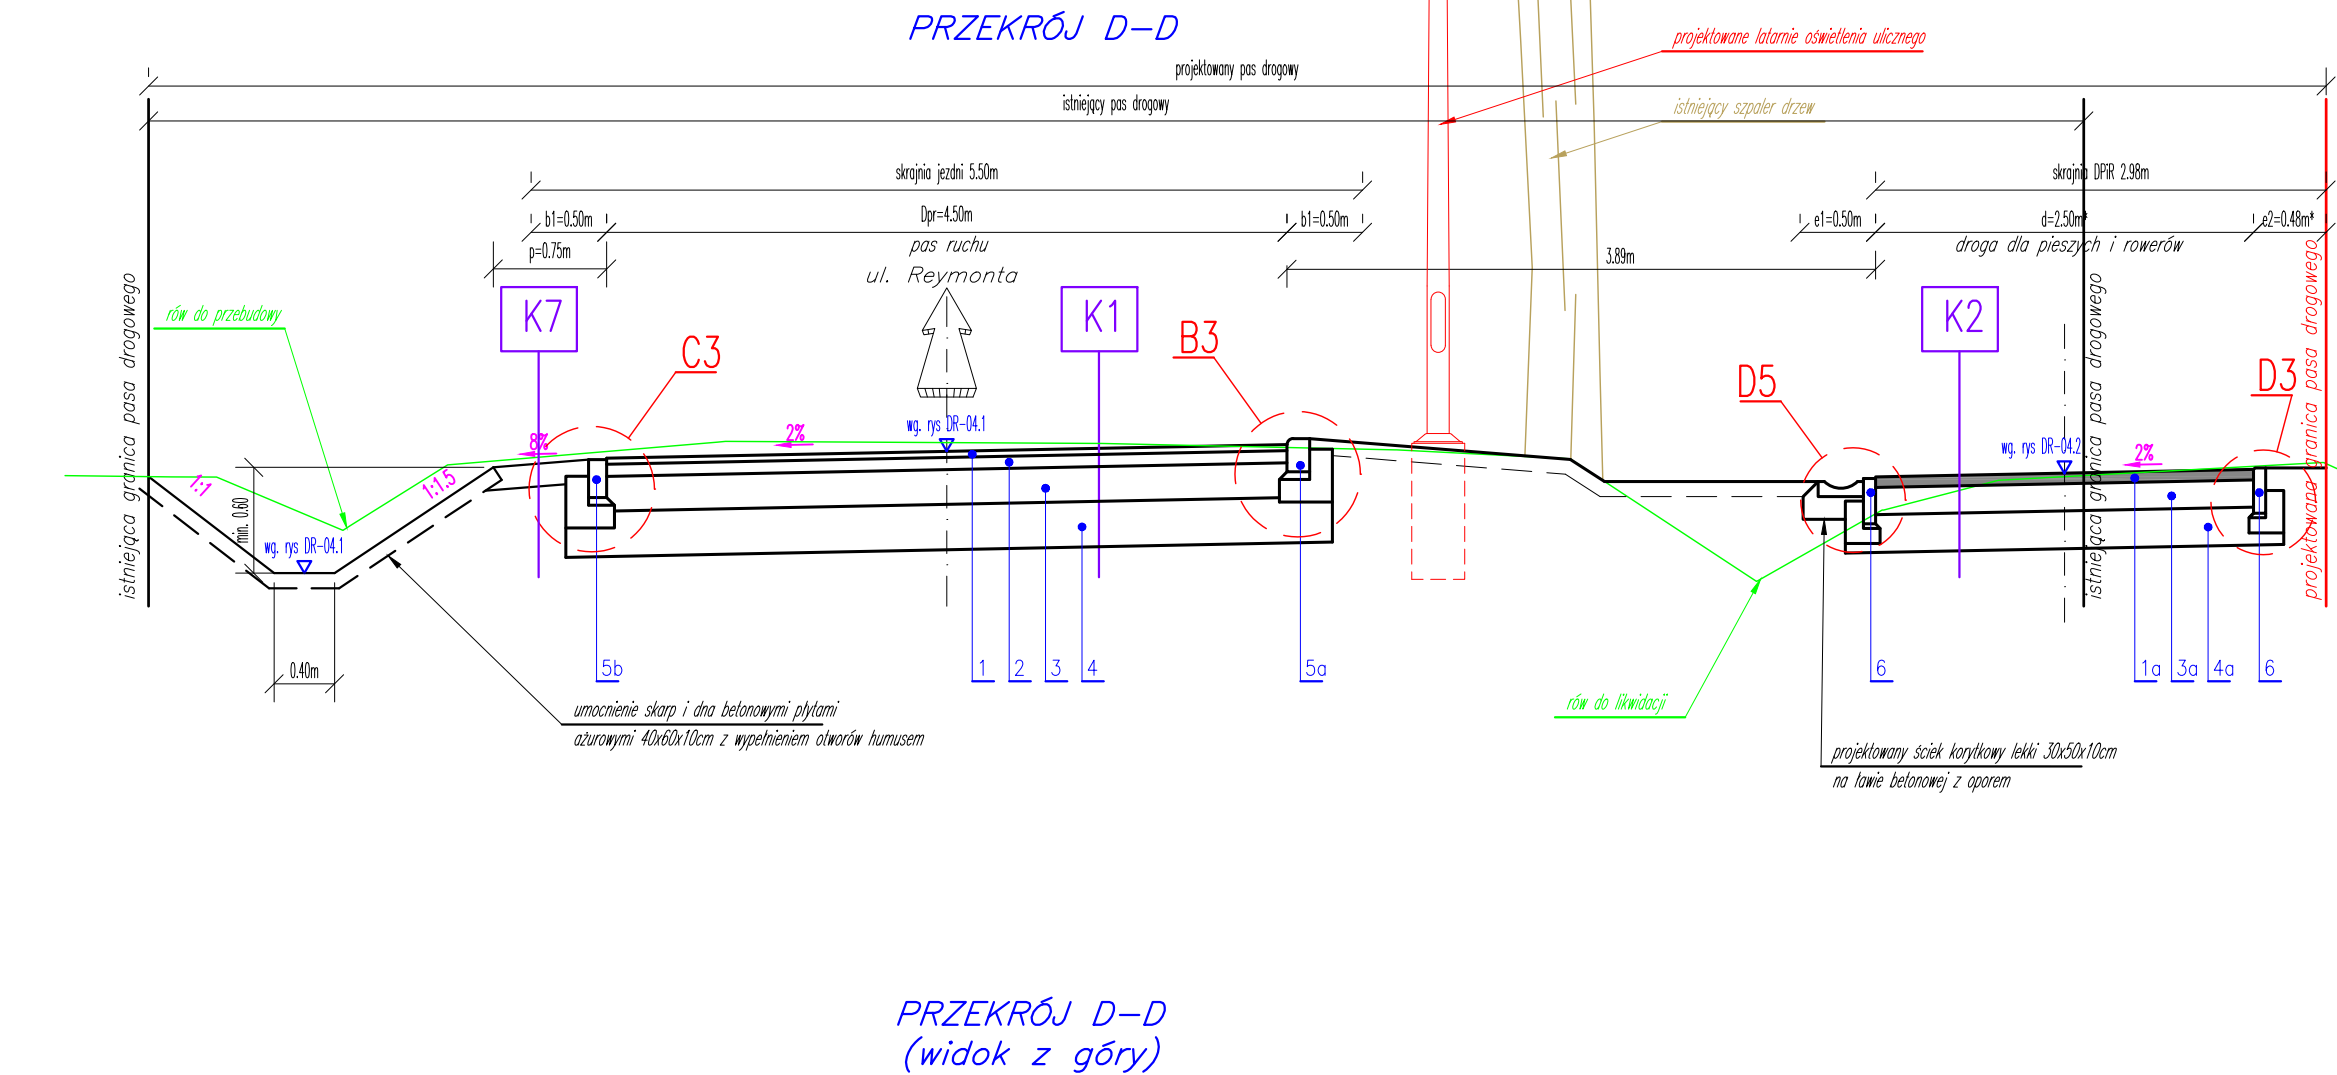 PRZEKRÓJ D-D
projektowane latarnie oświetlenia ulicznego
projektowany pas drogowy
istniejący pas drogowy
istniejący szpaler drzew
skrajnia jezdni 5.50m
skrajnia DPiR 2.98m
b1=0.50m
Dpr=4.50m
b1=0.50m
e1=0.50m
d=2.50m*
e2=0.48m*
p=0.75m
pas ruchu
droga dla pieszych i rowerów
3.89m
ul. Reymonta
istniejąca granica pasa drogowego
rów do przebudowy
K7
K1
K2
istniejąca granica pasa drogowego
projektowana granica pasa drogowego
C3
B3
D5
D3
wg. rys DR-04.1
8%
2%
wg. rys DR-04.2
2%
1:1
1:1.5
min. 0.60
wg. rys DR-04.1
0.40m
5b
1
2
3
4
5a
6
1a
3a
4a
6
rów do likwidacji
umocnienie skarp i dna betonowymi płytami
ażurowymi 40x60x10cm z wypełnieniem otworów humusem
projektowany ściek korytkowy lekki 30x50x10cm
na ławie betonowej z oporem
PRZEKRÓJ D-D
(widok z góry)